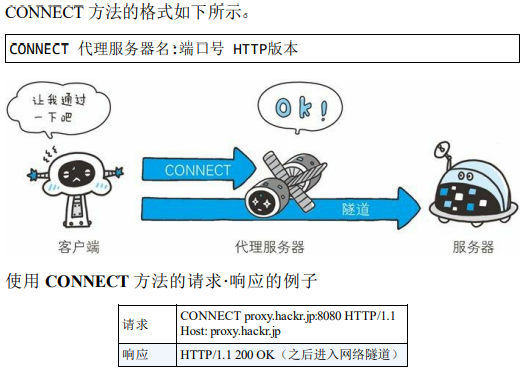 CONNECT 方法的格式如下所示。
CONNECT 代理服务器名:端口号 HTTP版本
让我通过
一下吧
Ok!
CONNECT
隧道
客户端
代理服务器
服务器
使用 CONNECT 方法的请求·响应的例子
请求
CONNECT proxy.hackr.jp:8080 HTTP/1.1
Host: proxy.hackr.jp
响应
HTTP/1.1 200 OK（之后进入网络隧道）